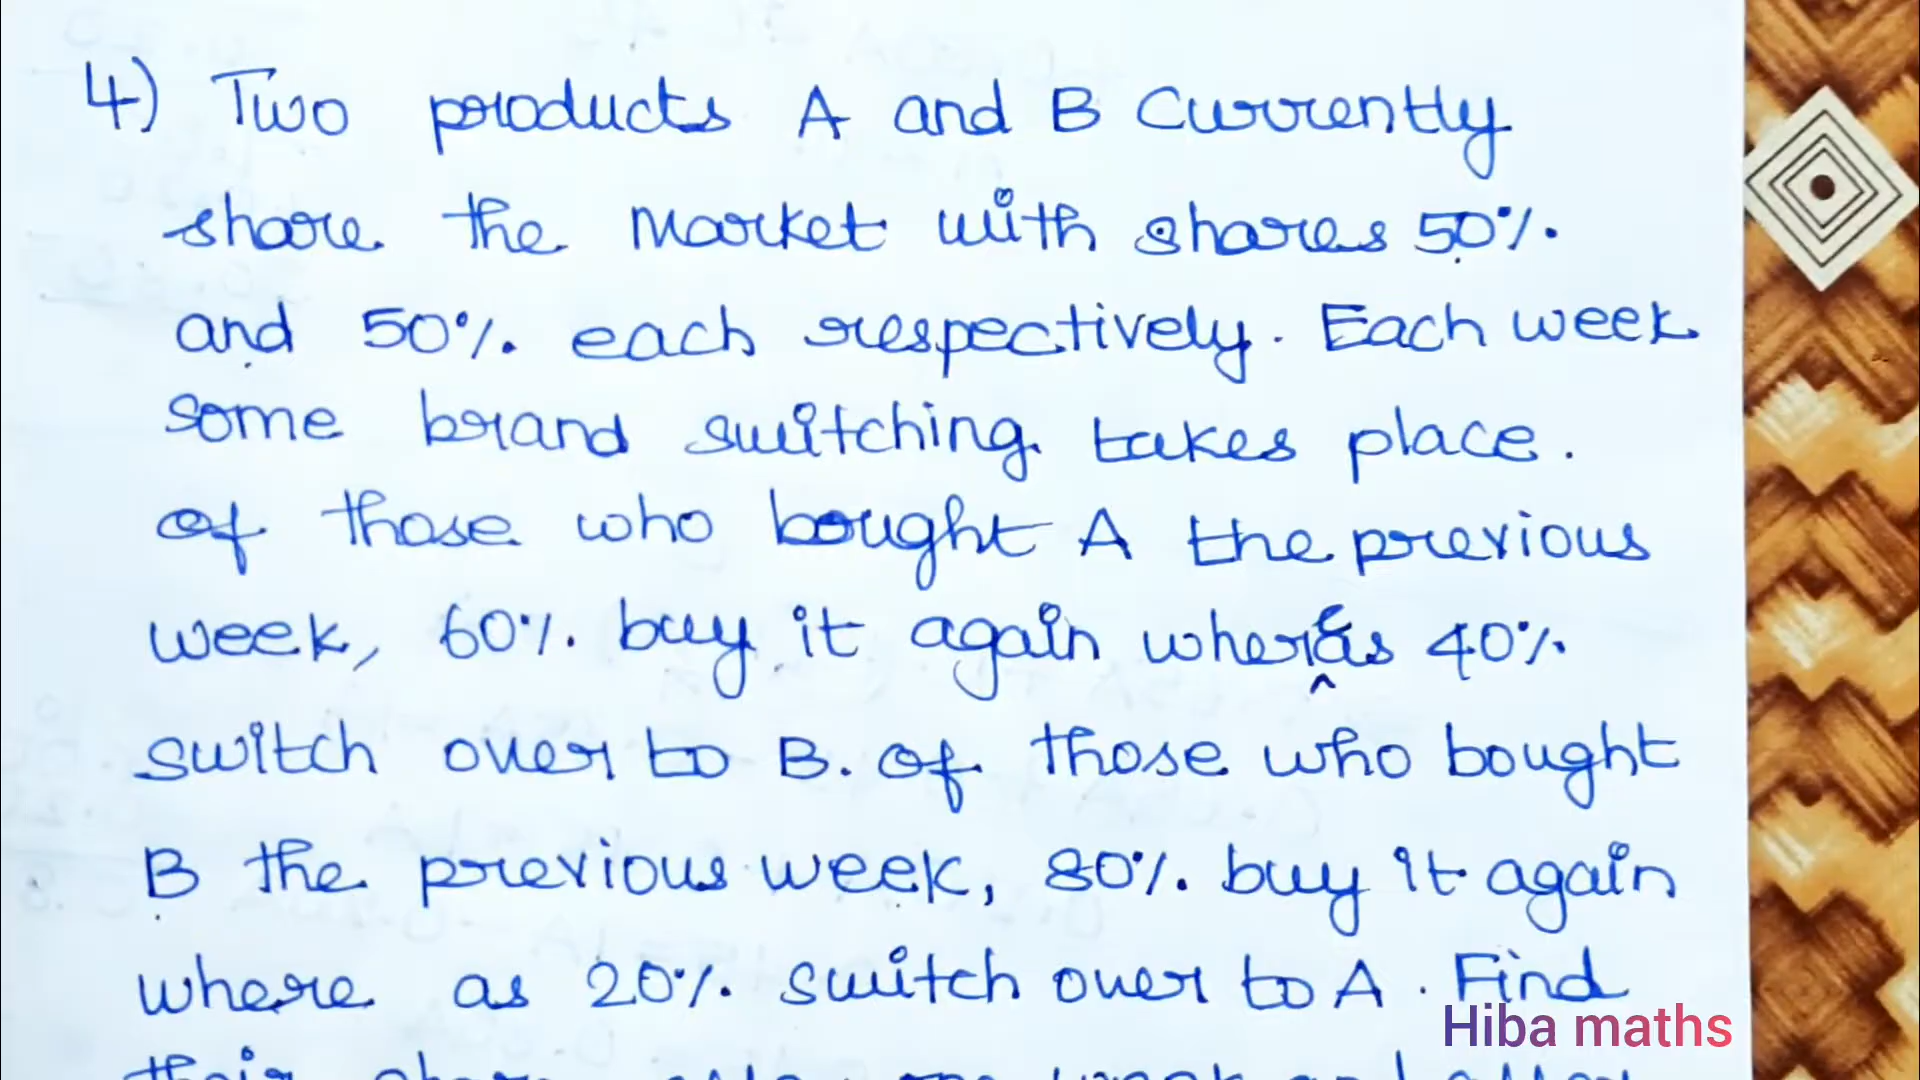 4) Two products A and B Currently
share the market with shares 50%
and 50% each respectively. Each week
some brand switching takes place.
of those who bought A the previous
week, 60% buy it again whereas 40%
switch over to B. of those who bought
B the previous week, 80% buy it again
where as 20% switch over to A. Find
Hiba maths